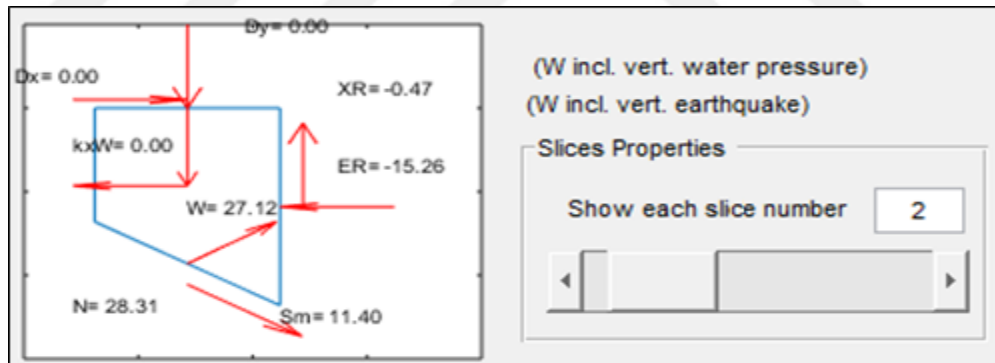 Dy= 0.00
Dx= 0.00
XR= -0.47
kxW= 0.00
ER= -15.26
W= 27.12
N= 28.31
Sm= 11.40
(W incl. vert. water pressure)
(W incl. vert. earthquake)
Slices Properties
Show each slice number 2